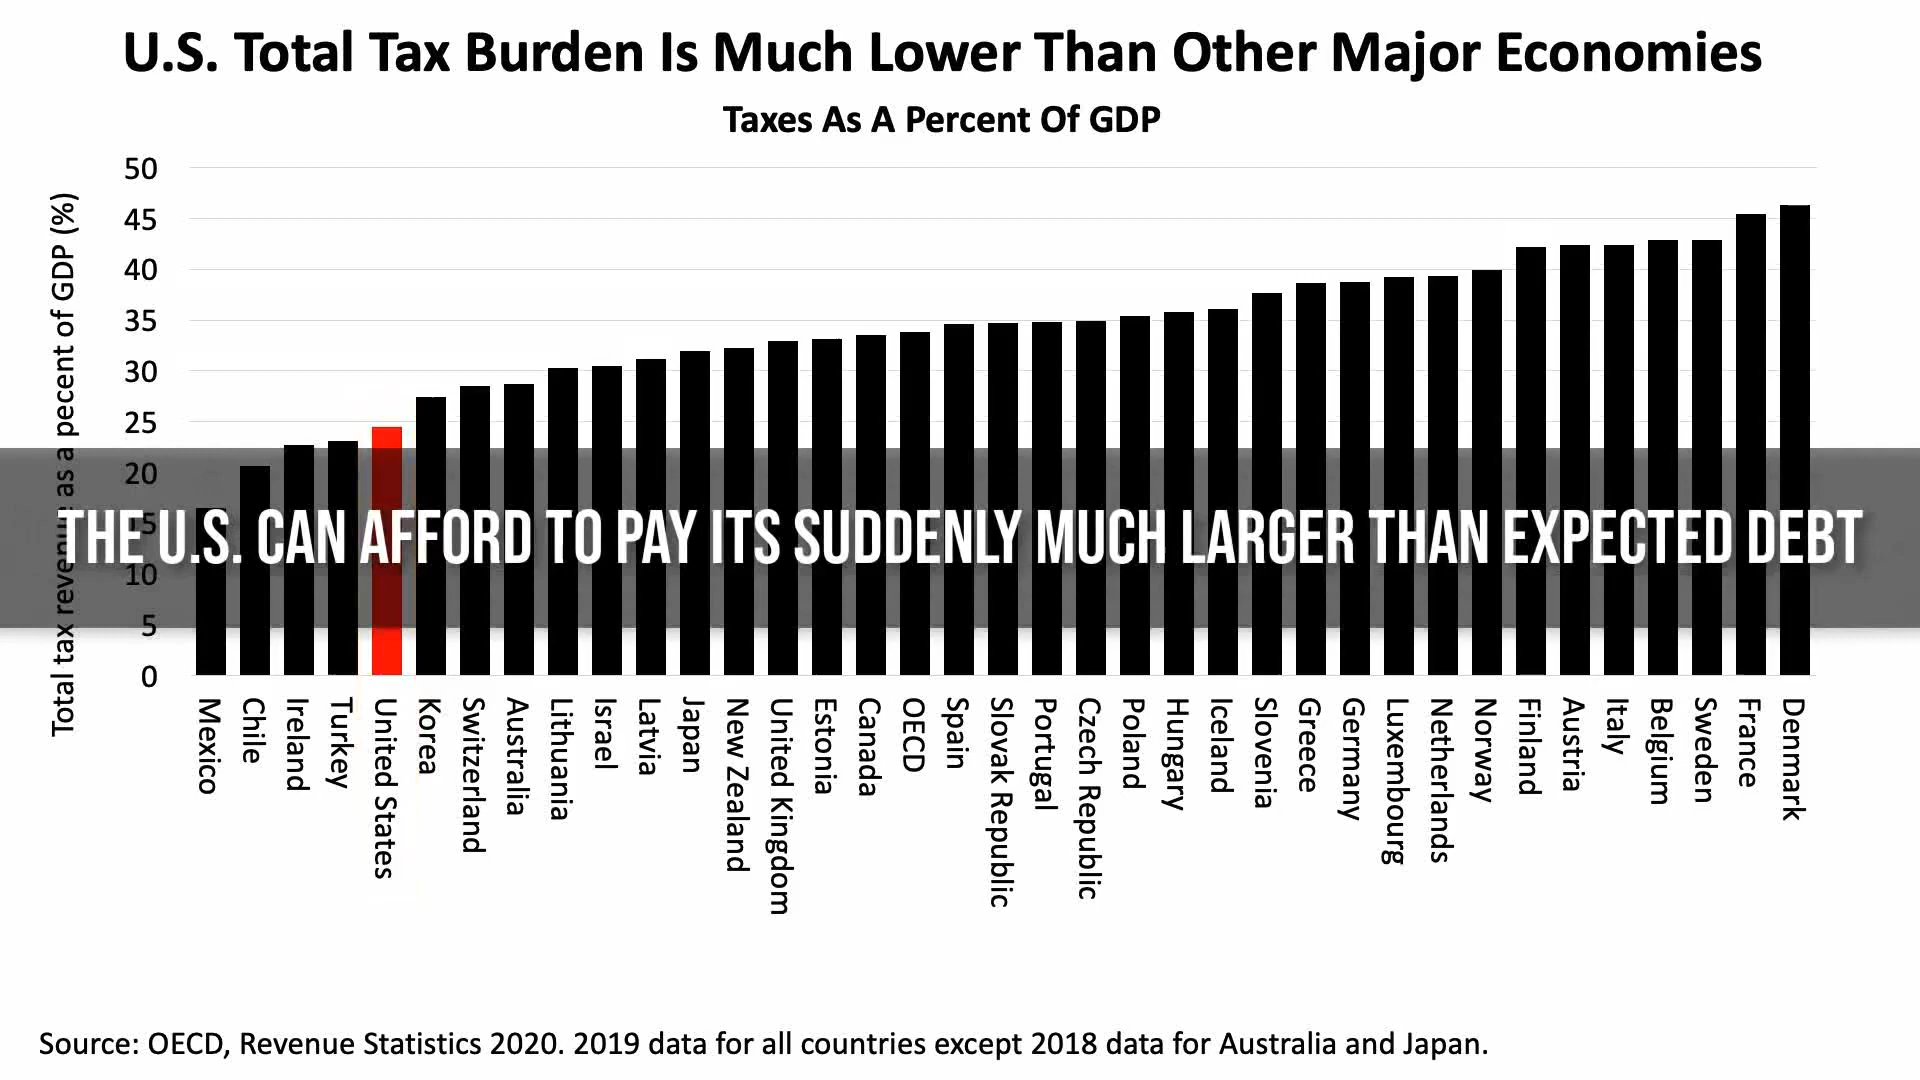 U.S. Total Tax Burden Is Much Lower Than Other Major Economies
Taxes As A Percent Of GDP
Total tax revenue as a pecent of GDP (%)
50
45
40
35
30
25
20
15
10
5
0
THE U.S. CAN AFFORD TO PAY ITS SUDDENLY MUCH LARGER THAN EXPECTED DEBT
Mexico
Chile
Ireland
Turkey
United States
Korea
Switzerland
Australia
Lithuania
Israel
Latvia
Japan
New Zealand
United Kingdom
Estonia
Canada
OECD
Spain
Slovak Republic
Portugal
Czech Republic
Poland
Hungary
Iceland
Slovenia
Greece
Germany
Luxembourg
Netherlands
Norway
Finland
Austria
Italy
Belgium
Sweden
France
Denmark
Source: OECD, Revenue Statistics 2020. 2019 data for all countries except 2018 data for Australia and Japan.